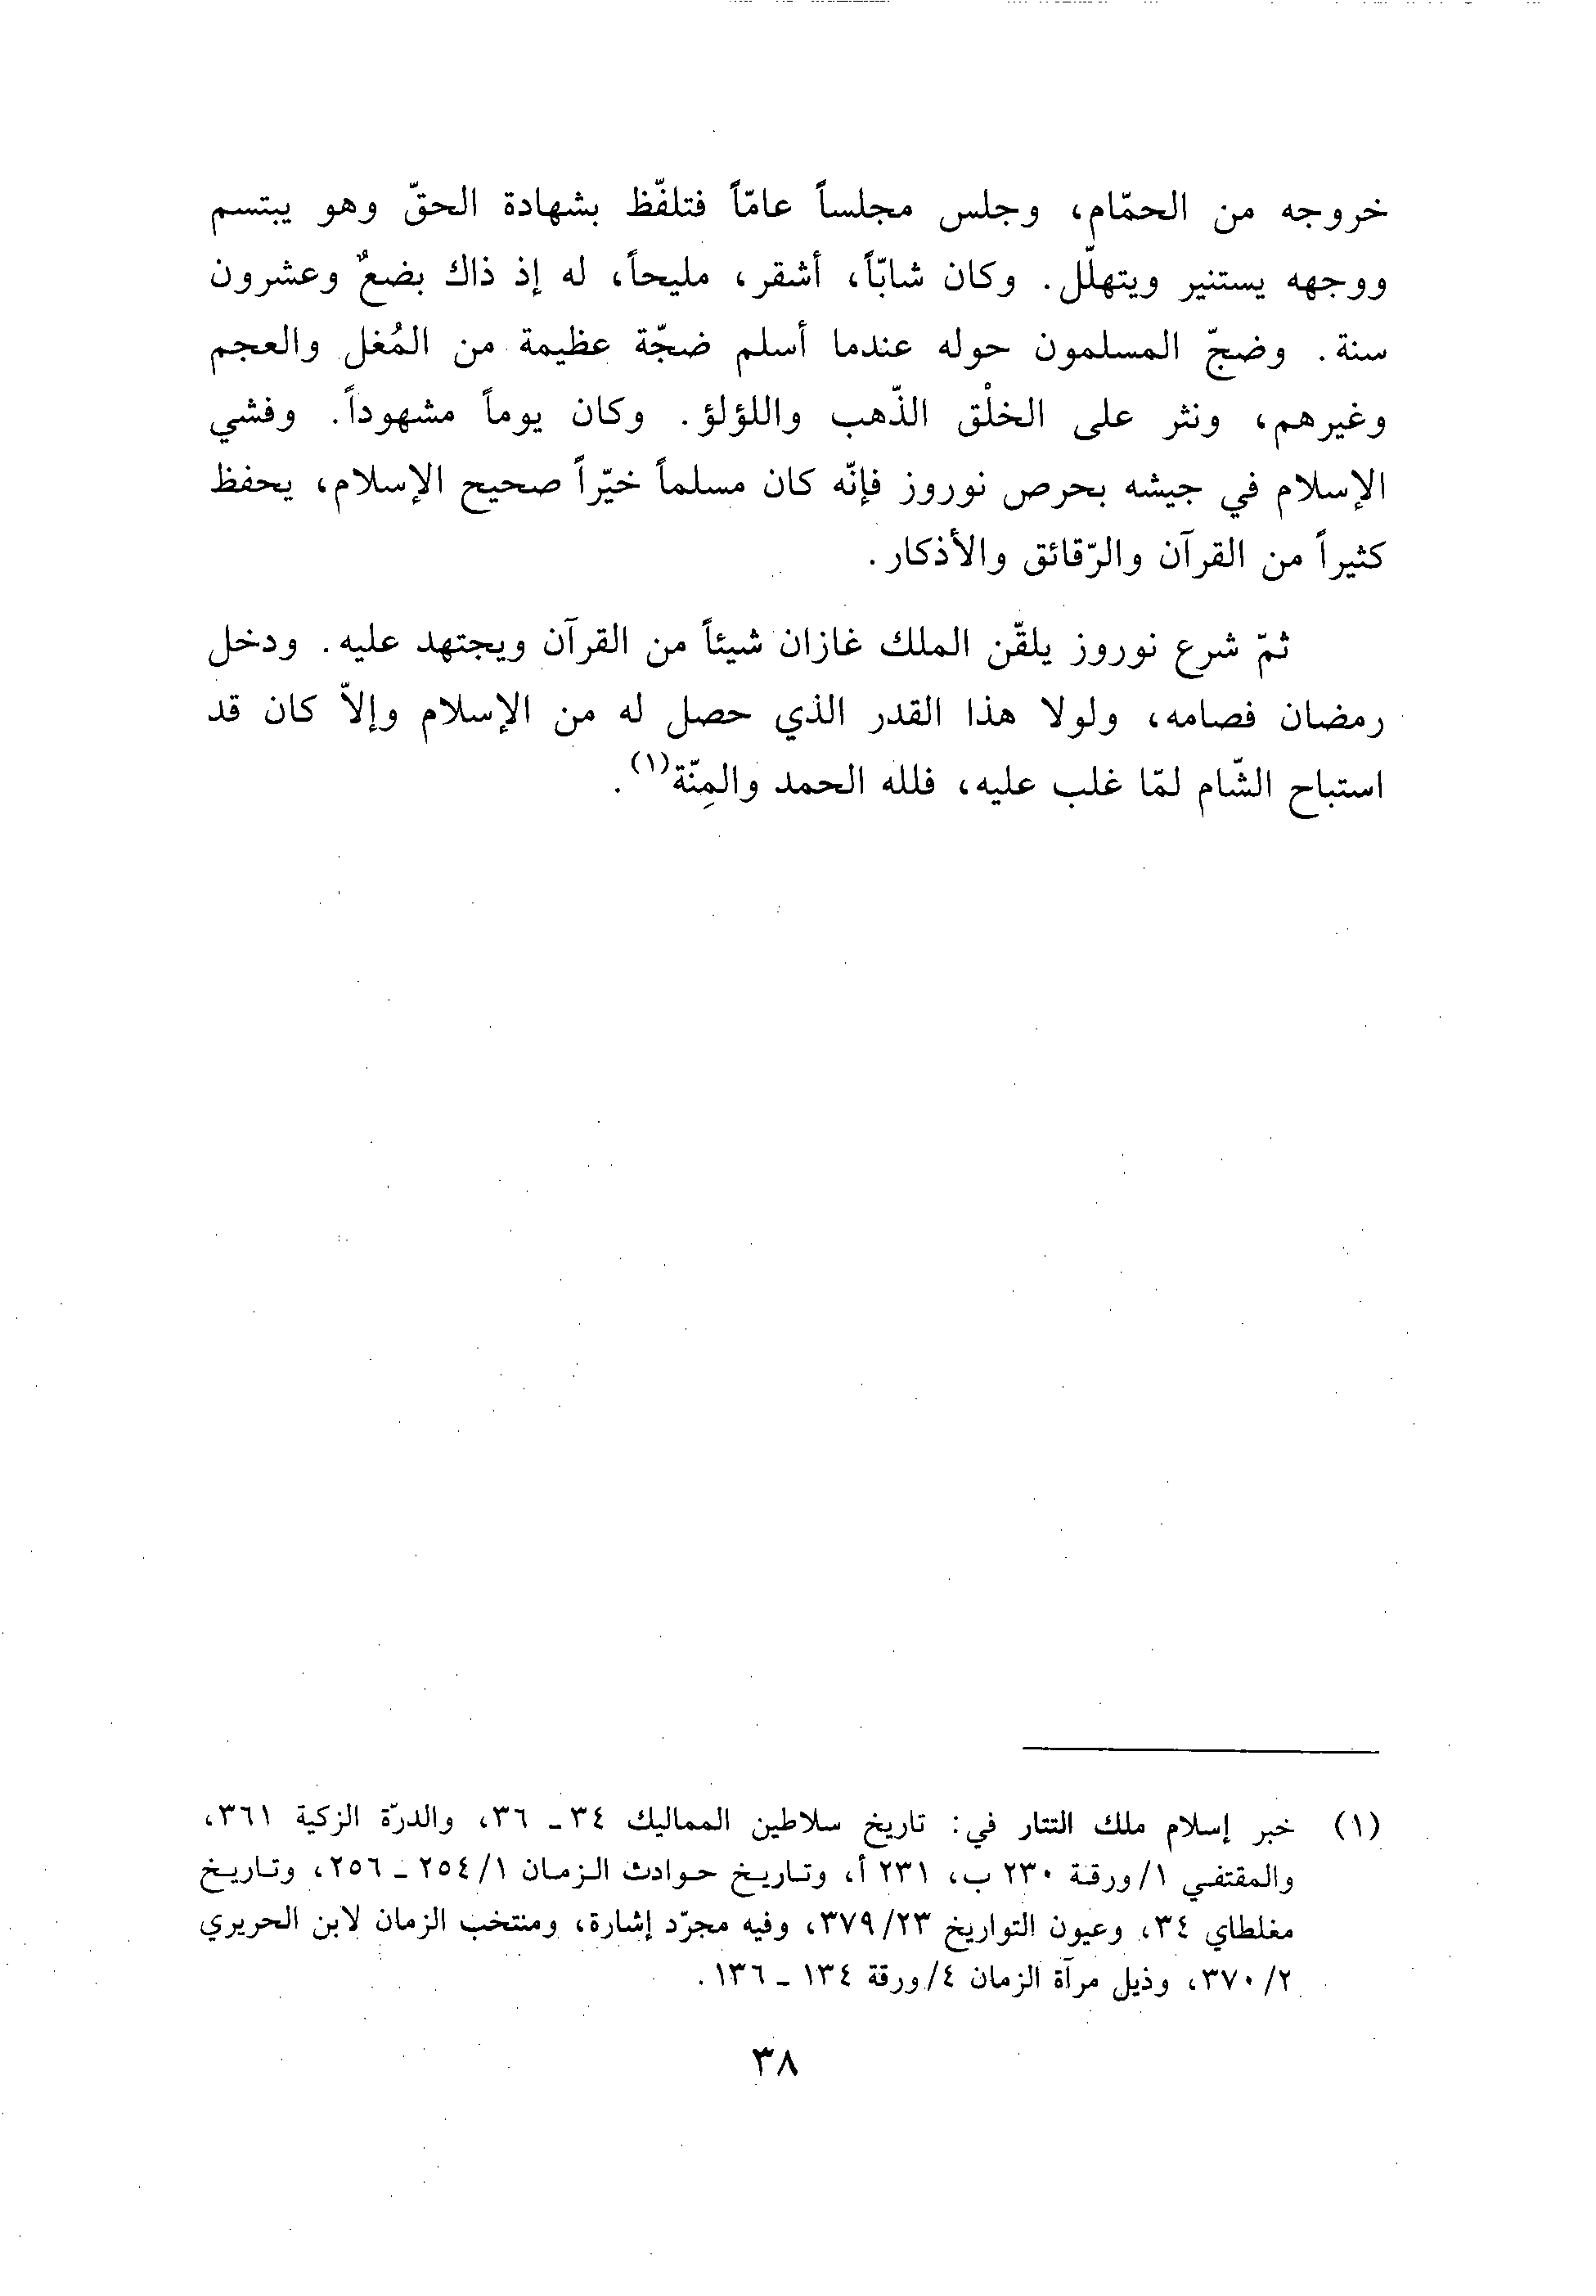 خروجه من الحمّام، وجلس مجلساً عامّاً فتلفّظ بشهادة الحقّ وهو يبتسم
ووجهه يستنير ويتهلّل. وكان شابّاً، أشقر، مليحاً، له إذ ذاك بضعٌ وعشرون
سنة. وضجّ المسلمون حوله عندما أسلم ضجّة عظيمة من المُغل والعجم
وغيرهم، ونثر على الخلْق الذّهب واللؤلؤ. وكان يوماً مشهوداً. وفشي
الإسلام في جيشه بحرص نوروز فإنّه كان مسلماً خيّراً صحيح الإسلام، يحفظ
كثيراً من القرآن والرّقائق والأذكار.
ثمّ شرع نوروز يلقّن الملك غازان شيئاً من القرآن ويجتهد عليه. ودخل
رمضان فصامه، ولولا هذا القدر الذي حصل له من الإسلام وإلاّ كان قد
استباح الشّام لمّا غلب عليه، فلله الحمد والمِنّة(١).
(١) خبر إسلام ملك التتار في: تاريخ سلاطين المماليك ٣٤ ـ ٣٦، والدرّة الزكية ٣٦١،
والمقتفي ١/ورقة ٢٣٠ ب، ٢٣١ أ، وتاريخ حوادث الزمان ١/٢٥٤ ـ ٢٥٦، وتاريخ
مغلطاي ٣٤، وعيون التواريخ ٢٣/٣٧٩، وفيه مجرّد إشارة، ومنتخب الزمان لابن الحريري
٢/٣٧٠، وذيل مرآة الزمان ٤/ورقة ١٣٤ ـ ١٣٦.
٣٨